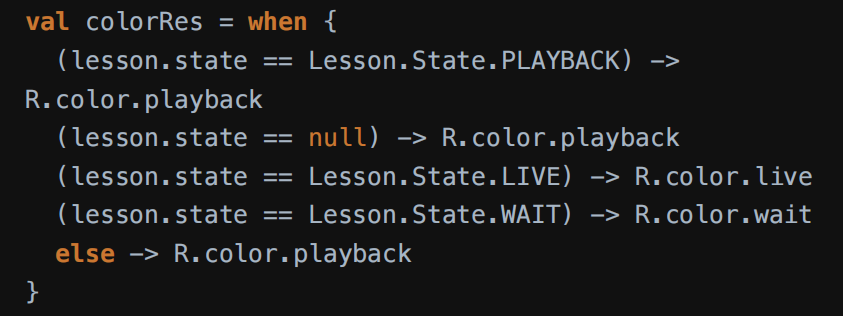 val colorRes = when {
  (lesson.state == Lesson.State.PLAYBACK) ->
R.color.playback
  (lesson.state == null) -> R.color.playback
  (lesson.state == Lesson.State.LIVE) -> R.color.live
  (lesson.state == Lesson.State.WAIT) -> R.color.wait
  else -> R.color.playback
}